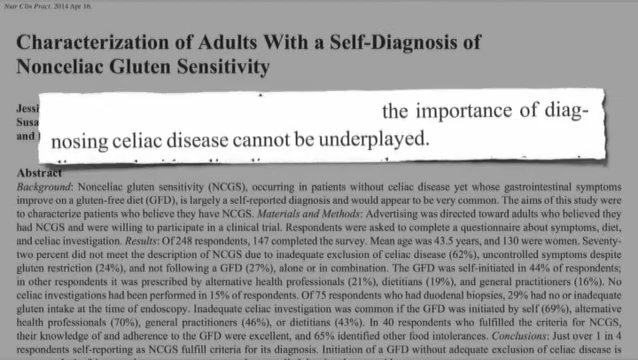 Nutr Clin Pract. 2014 Apr 16.
Characterization of Adults With a Self-Diagnosis of
Nonceliac Gluten Sensitivity
Jessi
Susa
and
the importance of diag-
nosing celiac disease cannot be underplayed.
Abstract
Background: Nonceliac gluten sensitivity (NCGS), occurring in patients without celiac disease yet whose gastrointestinal symptoms
improve on a gluten-free diet (GFD), is largely a self-reported diagnosis and would appear to be very common. The aims of this study were
to characterize patients who believe they have NCGS. Materials and Methods: Advertising was directed toward adults who believed they
had NCGS and were willing to participate in a clinical trial. Respondents were asked to complete a questionnaire about symptoms, diet,
and celiac investigation. Results: Of 248 respondents, 147 completed the survey. Mean age was 43.5 years, and 130 were women. Seventy-
two percent did not meet the description of NCGS due to inadequate exclusion of celiac disease (62%), uncontrolled symptoms despite
gluten restriction (24%), and not following a GFD (27%), alone or in combination. The GFD was self-initiated in 44% of respondents;
in other respondents it was prescribed by alternative health professionals (21%), dietitians (19%), and general practitioners (16%). No
celiac investigations had been performed in 15% of respondents. Of 75 respondents who had duodenal biopsies, 29% had no or inadequate
gluten intake at the time of endoscopy. Inadequate celiac investigation was common if the GFD was initiated by self (69%), alternative
health professionals (70%), general practitioners (46%), or dietitians (43%). In 40 respondents who fulfilled the criteria for NCGS,
their knowledge of and adherence to the GFD were excellent, and 65% identified other food intolerances. Conclusions: Just over 1 in 4
respondents self-reporting as NCGS fulfill criteria for its diagnosis. Initiation of a GFD without adequate exclusion of celiac disease is